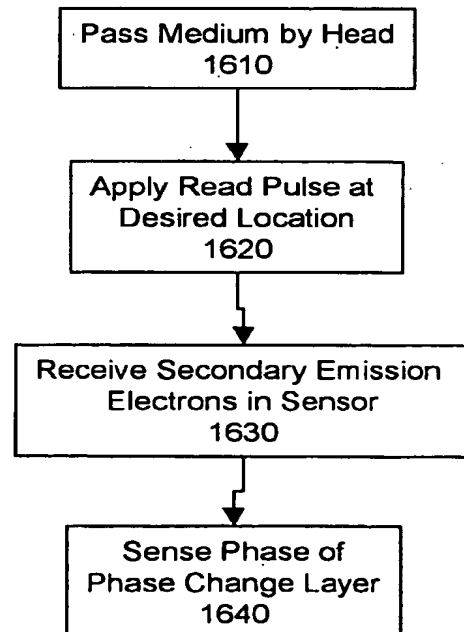 Pass Medium by Head
1610
Apply Read Pulse at
Desired Location
1620
Receive Secondary Emission
Electrons in Sensor
1630
Sense Phase of
Phase Change Layer
1640